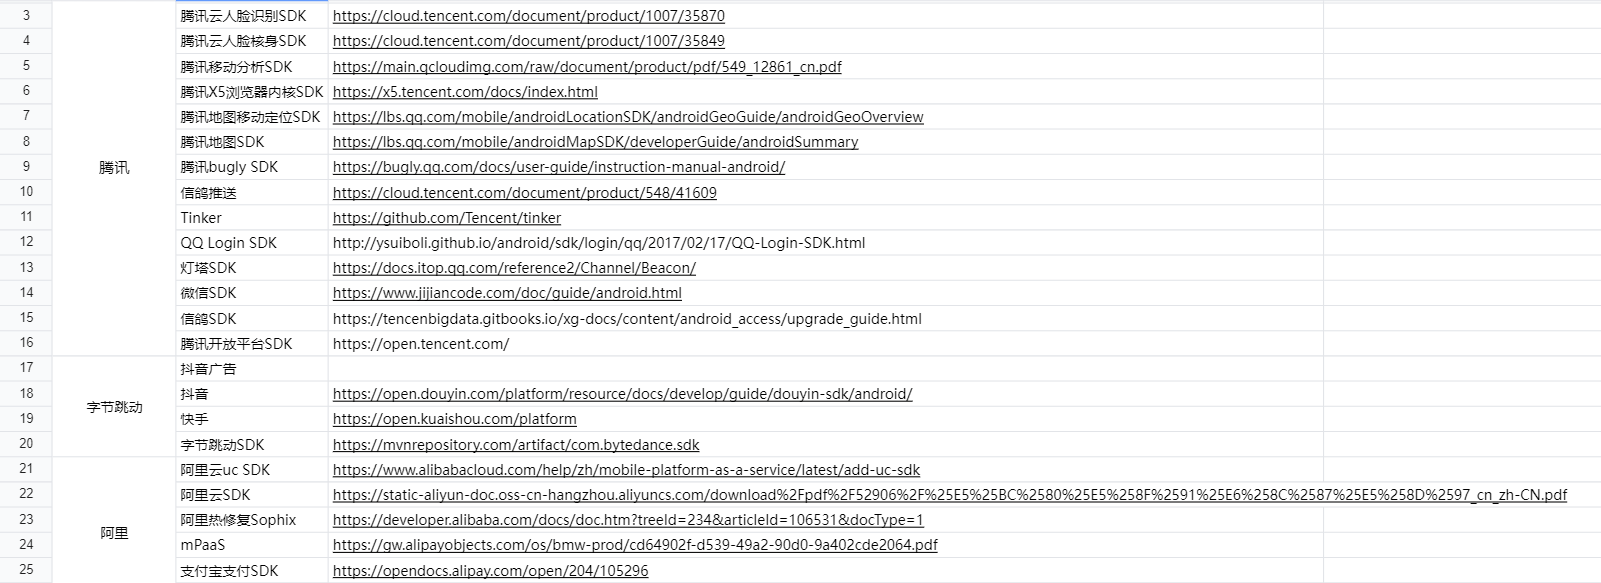 3 腾讯云人脸识别SDK https://cloud.tencent.com/document/product/1007/35870
4 腾讯云人脸核身SDK https://cloud.tencent.com/document/product/1007/35849
5 腾讯移动分析SDK https://main.qcloudimg.com/raw/document/product/pdf/549_12861_cn.pdf
6 腾讯X5浏览器内核SDK https://x5.tencent.com/docs/index.html
7 腾讯地图移动定位SDK https://lbs.qq.com/mobile/androidLocationSDK/androidGeoGuide/androidGeoOverview
8 腾讯地图SDK https://lbs.qq.com/mobile/androidMapSDK/developerGuide/androidSummary
9 腾讯 腾讯bugly SDK https://bugly.qq.com/docs/user-guide/instruction-manual-android/
10 信鸽推送 https://cloud.tencent.com/document/product/548/41609
11 Tinker https://github.com/Tencent/tinker
12 QQ Login SDK http://ysuiboli.github.io/android/sdk/login/qq/2017/02/17/QQ-Login-SDK.html
13 灯塔SDK https://docs.itop.qq.com/reference2/Channel/Beacon/
14 微信SDK https://www.jijiancode.com/doc/guide/android.html
15 信鸽SDK https://tencenbigdata.gitbooks.io/xg-docs/content/android_access/upgrade_guide.html
16 腾讯开放平台SDK https://open.tencent.com/
17 抖音广告
18 字节跳动 抖音 https://open.douyin.com/platform/resource/docs/develop/guide/douyin-sdk/android/
19 快手 https://open.kuaishou.com/platform
20 字节跳动SDK https://mvnrepository.com/artifact/com.bytedance.sdk
21 阿里云uc SDK https://www.alibabacloud.com/help/zh/mobile-platform-as-a-service/latest/add-uc-sdk
22 阿里云SDK https://static-aliyun-doc.oss-cn-hangzhou.aliyuncs.com/download%2Fpdf%2F52906%2F%25E5%25BC%2580%25E5%258F%2591%25E6%258C%2587%25E5%258D%2597_cn_zh-CN.pdf
23 阿里 阿里热修复Sophix https://developer.alibaba.com/docs/doc.htm?treeId=234&articleId=106531&docType=1
24 mPaaS https://gw.alipayobjects.com/os/bmw-prod/cd64902f-d539-49a2-90d0-9a402cde2064.pdf
25 支付宝支付SDK https://opendocs.alipay.com/open/204/105296